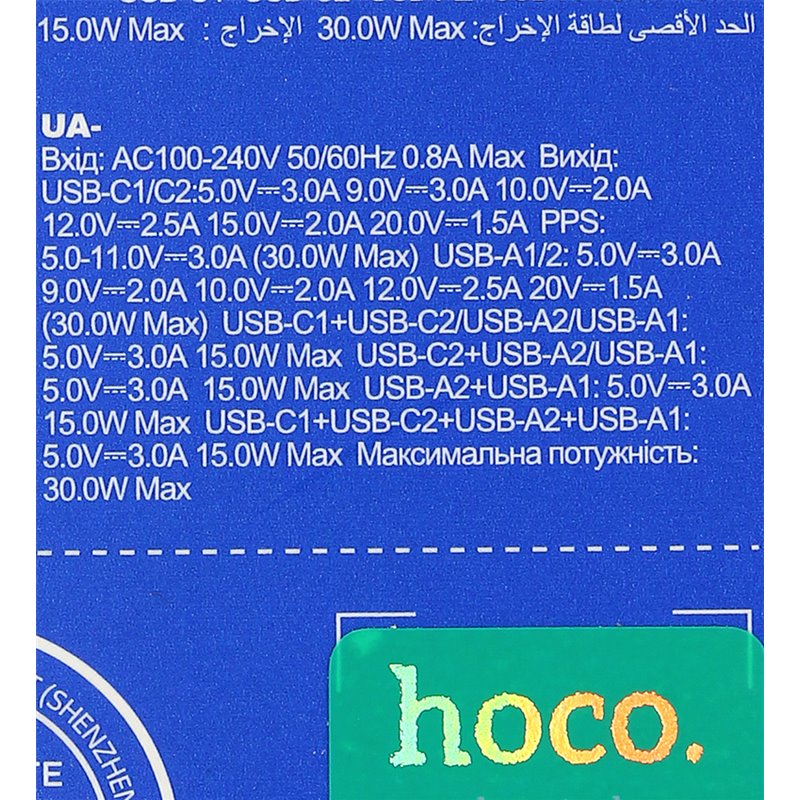 15.0W Max : الإخراج 30.0W Max :الحد الأقصى لطاقة الإخراج
UA-
Вхід: AC100-240V 50/60Hz 0.8A Max Вихід:
USB-C1/C2:5.0V⎓3.0A 9.0V⎓3.0A 10.0V⎓2.0A
12.0V⎓2.5A 15.0V⎓2.0A 20.0V⎓1.5A PPS:
5.0-11.0V⎓3.0A (30.0W Max) USB-A1/2: 5.0V⎓3.0A
9.0V⎓2.0A 10.0V⎓2.0A 12.0V⎓2.5A 20V⎓1.5A
(30.0W Max) USB-C1+USB-C2/USB-A2/USB-A1:
5.0V⎓3.0A 15.0W Max USB-C2+USB-A2/USB-A1:
5.0V⎓3.0A 15.0W Max USB-A2+USB-A1: 5.0V⎓3.0A
15.0W Max USB-C1+USB-C2+USB-A2+USB-A1:
5.0V⎓3.0A 15.0W Max Максимальна потужність:
30.0W Max
(SHENZHEN
hoco.